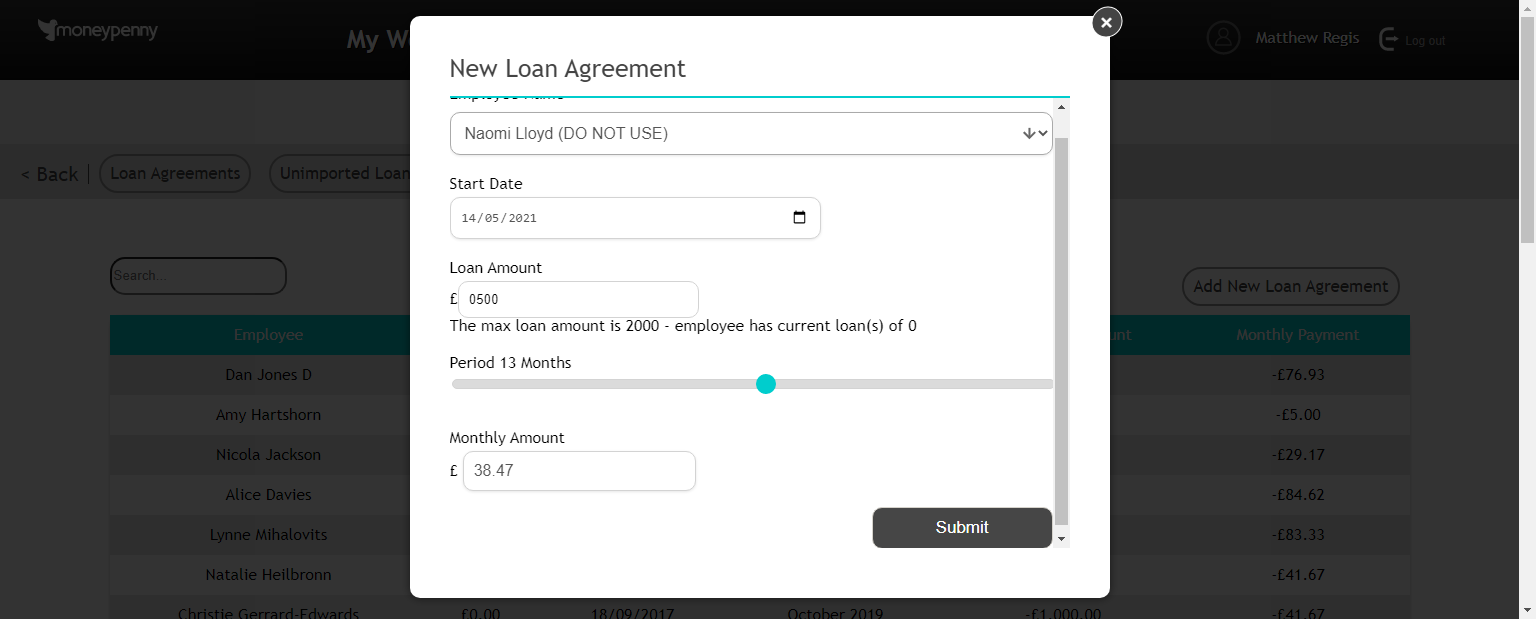 moneypenny
My W
Matthew Regis
Log out
New Loan Agreement
Employee Name
Naomi Lloyd (DO NOT USE)
< Back
Loan Agreements
Unimported Loan
Start Date
14/05/2021
Loan Amount
£ 0500
The max loan amount is 2000 - employee has current loan(s) of 0
Search...
Add New Loan Agreement
Employee
unt
Monthly Payment
Period 13 Months
Dan Jones D
-£76.93
Amy Hartshorn
-£5.00
Monthly Amount
£ 38.47
Nicola Jackson
-£29.17
Alice Davies
-£84.62
Submit
Lynne Mihalovits
-£83.33
Natalie Heilbronn
-£41.67
Christie Gerrard-Edwards
£0.00
18/09/2017
October 2019
-£1,000.00
-£41.67